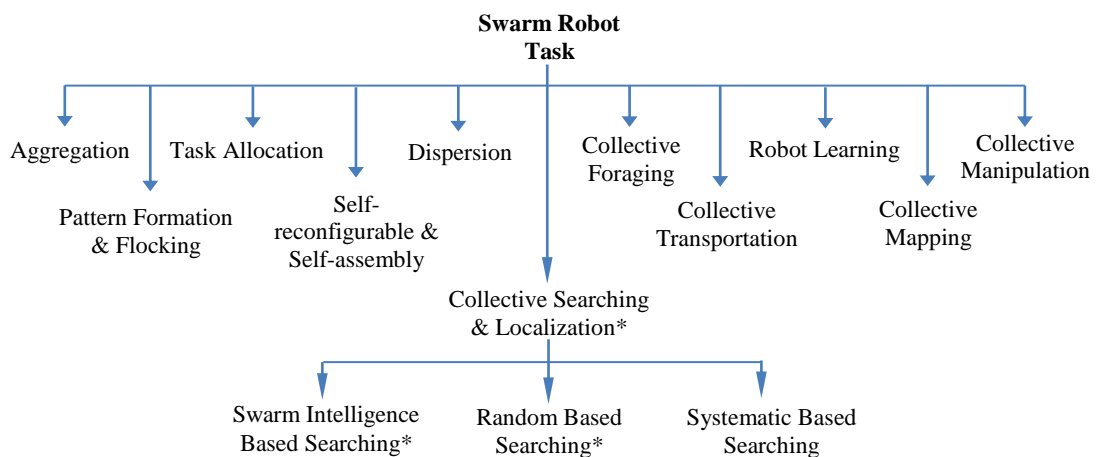 Swarm Robot
Task
Aggregation
Pattern Formation
& Flocking
Task Allocation
Self-
reconfigurable &
Self-assembly
Dispersion
Collective
Foraging
Collective
Transportation
Robot Learning
Collective
Mapping
Collective
Manipulation
Collective Searching
& Localization*
Swarm Intelligence
Based Searching*
Random Based
Searching*
Systematic Based
Searching